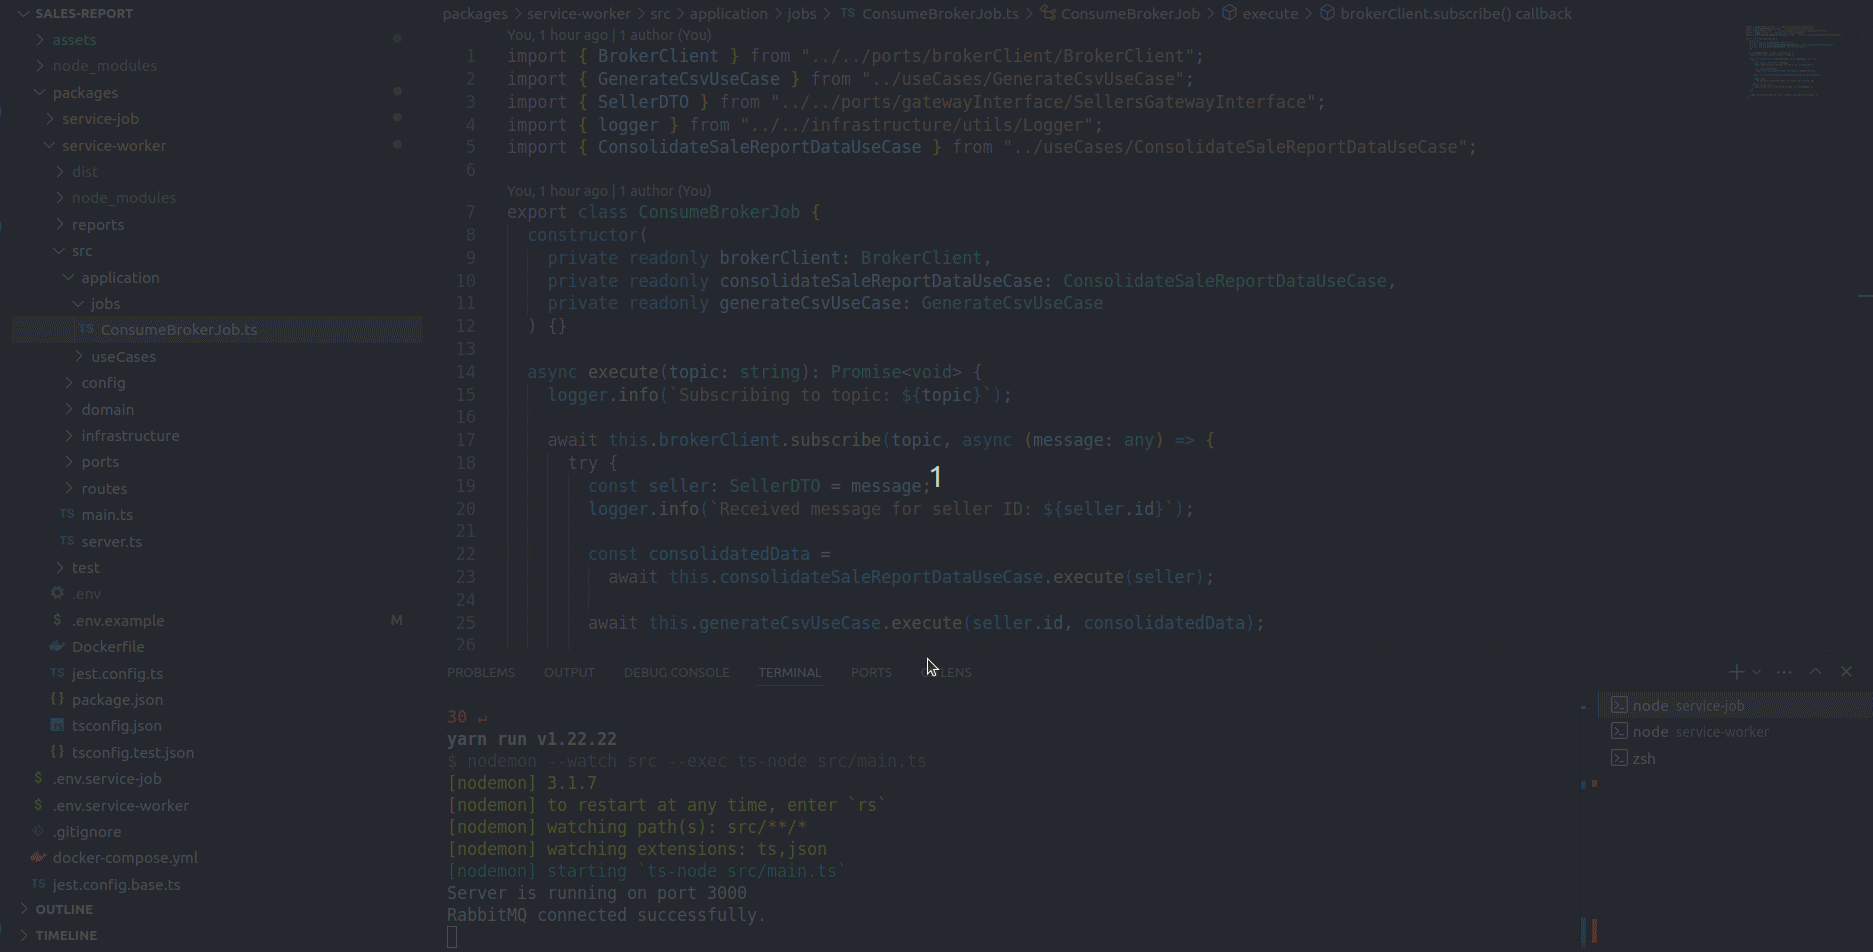 SALES-REPORT
assets
node_modules
packages
service-job
service-worker
dist
node_modules
reports
src
application
jobs
TS ConsumeBrokerJob.ts
useCases
config
domain
infrastructure
ports
routes
TS main.ts
TS server.ts
test
.env
$ .env.example M
Dockerfile
TS jest.config.ts
{} package.json
tsconfig.json
{} tsconfig.test.json
$ .env.service-job
$ .env.service-worker
.gitignore
docker-compose.yml
TS jest.config.base.ts
OUTLINE
TIMELINE
packages > service-worker > src > application > jobs > TS ConsumeBrokerJob.ts > ConsumeBrokerJob > execute > brokerClient.subscribe() callback
You, 1 hour ago | 1 author (You)
1 import { BrokerClient } from "../../ports/brokerClient/BrokerClient";
2 import { GenerateCsvUseCase } from "../useCases/GenerateCsvUseCase";
3 import { SellerDTO } from "../../ports/gatewayInterface/SellersGatewayInterface";
4 import { logger } from "../../infrastructure/utils/Logger";
5 import { ConsolidateSaleReportDataUseCase } from "../useCases/ConsolidateSaleReportDataUseCase";
6
You, 1 hour ago | 1 author (You)
7 export class ConsumeBrokerJob {
8 constructor(
9 private readonly brokerClient: BrokerClient,
10 private readonly consolidateSaleReportDataUseCase: ConsolidateSaleReportDataUseCase,
11 private readonly generateCsvUseCase: GenerateCsvUseCase
12 ) {}
13
14 async execute(topic: string): Promise<void> {
15 logger.info(`Subscribing to topic: ${topic}`);
16
17 await this.brokerClient.subscribe(topic, async (message: any) => {
18 try {
19 const seller: SellerDTO = message;
1
20 logger.info(`Received message for seller ID: ${seller.id}`);
21
22 const consolidatedData =
23 await this.consolidateSaleReportDataUseCase.execute(seller);
24
25 await this.generateCsvUseCase.execute(seller.id, consolidatedData);
26
PROBLEMS OUTPUT DEBUG CONSOLE TERMINAL PORTS LENS
30 ↵
yarn run v1.22.22
$ nodemon --watch src --exec ts-node src/main.ts
[nodemon] 3.1.7
[nodemon] to restart at any time, enter `rs`
[nodemon] watching path(s): src/**/*
[nodemon] watching extensions: ts,json
[nodemon] starting `ts-node src/main.ts`
Server is running on port 3000
RabbitMQ connected successfully.
node service-job
node service-worker
zsh